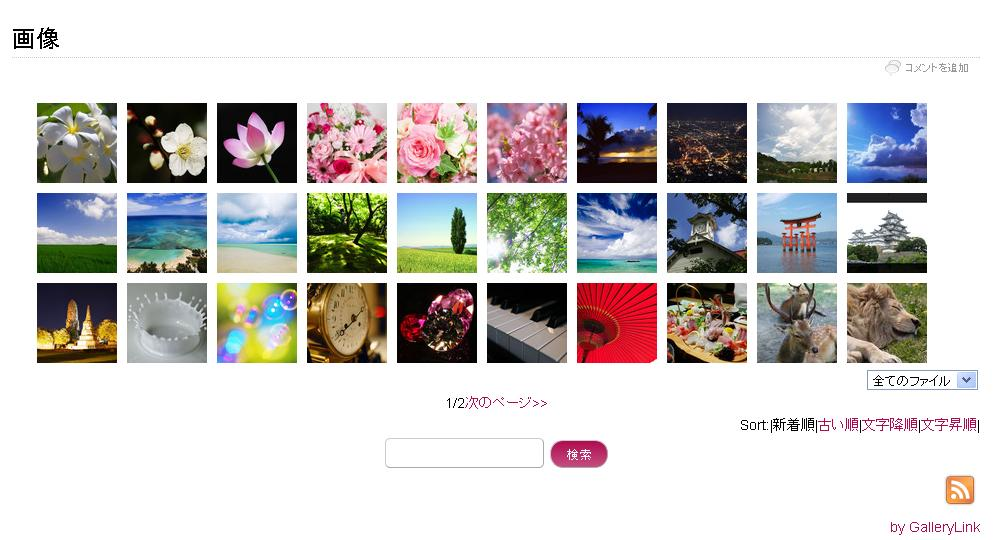 画像
コメントを追加
全てのファイル
1/2次のページ>>
Sort:|新着順|古い順|文字降順|文字昇順|
検索
by GalleryLink